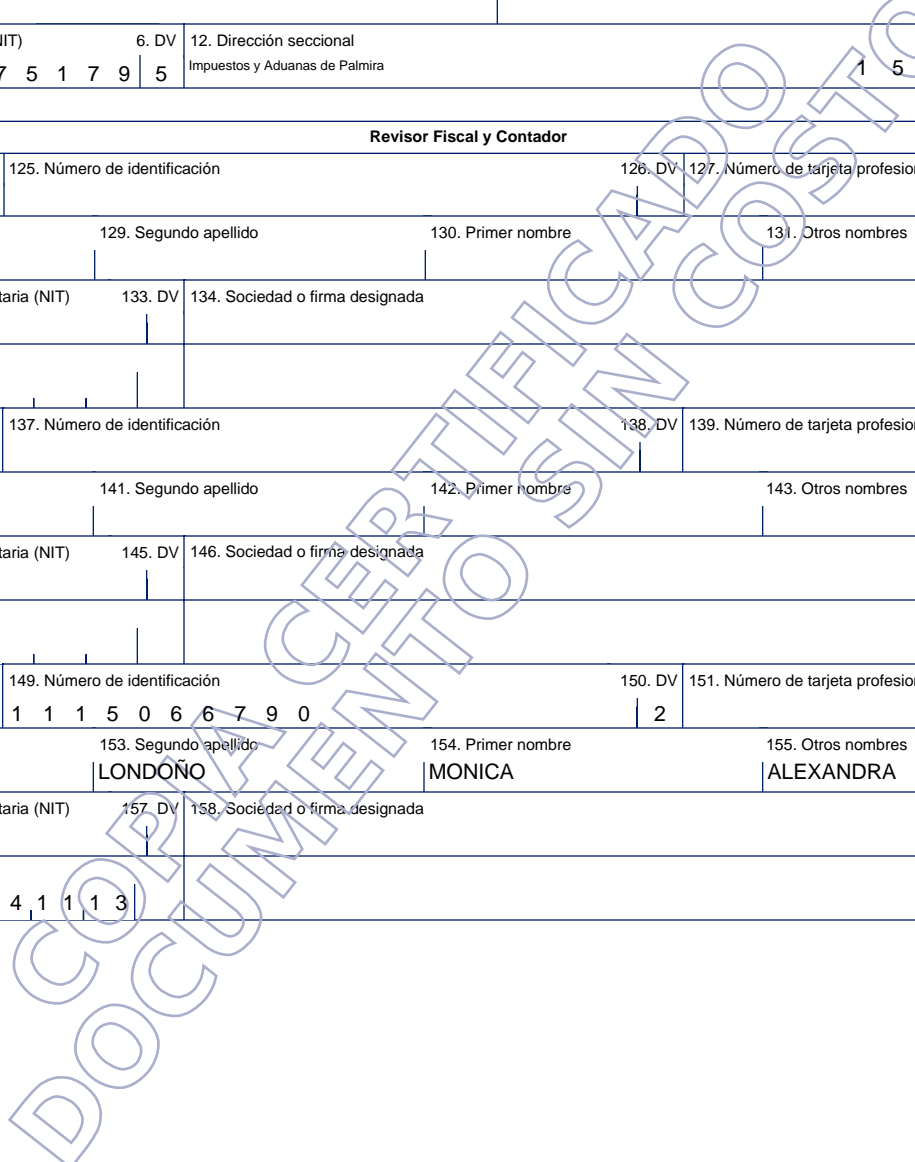 IT) 6. DV 12. Dirección seccional
7 5 1 7 9 5 Impuestos y Aduanas de Palmira 1 5
Revisor Fiscal y Contador
125. Número de identificación 126. DV 127. Número de tarjeta profesion
129. Segundo apellido 130. Primer nombre 131. Otros nombres
taria (NIT) 133. DV 134. Sociedad o firma designada
137. Número de identificación 138. DV 139. Número de tarjeta profesion
141. Segundo apellido 142. Primer nombre 143. Otros nombres
taria (NIT) 145. DV 146. Sociedad o firma designada
149. Número de identificación 150. DV 151. Número de tarjeta profesion
1 1 1 5 0 6 6 7 9 0 2
153. Segundo apellido 154. Primer nombre 155. Otros nombres
LONDOÑO MONICA ALEXANDRA
taria (NIT) 157. DV 158. Sociedad o firma designada
4 1 1 1 3
COPIA CERTIFICADO
DOCUMENTO SIN COSTO